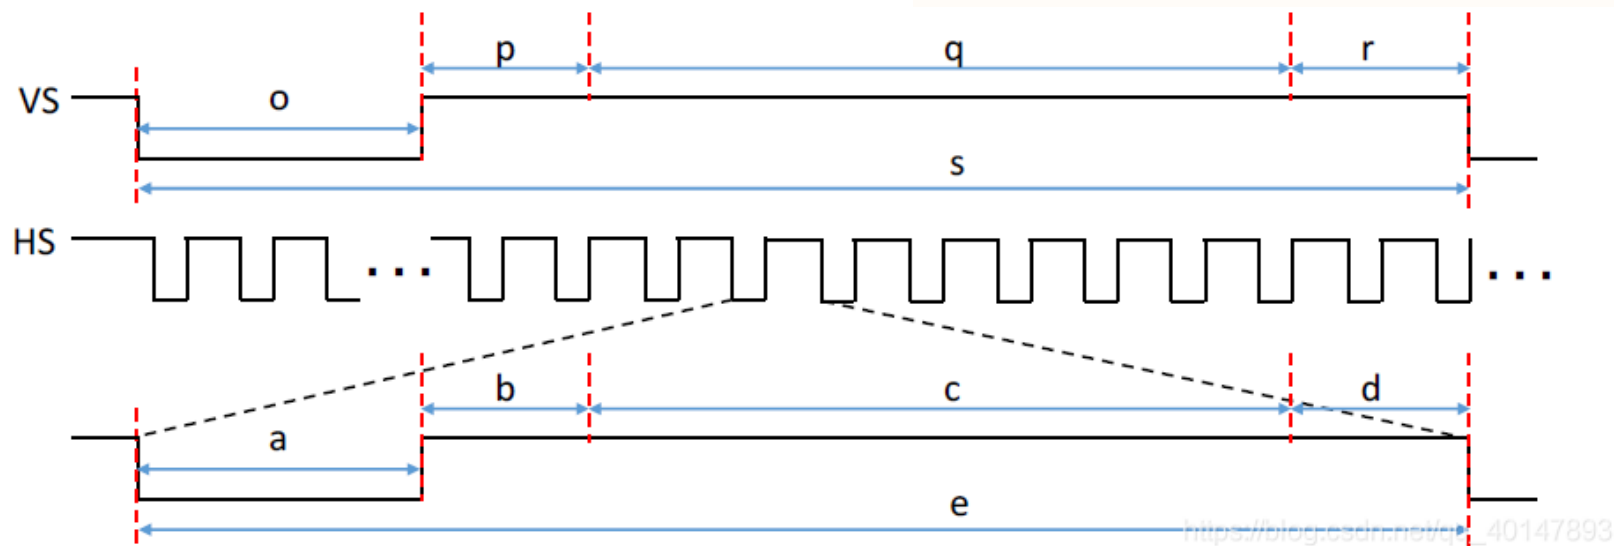 p q r
VS o
s
HS
b c d
a
e
https://blog.csdn.net/qq_40147893